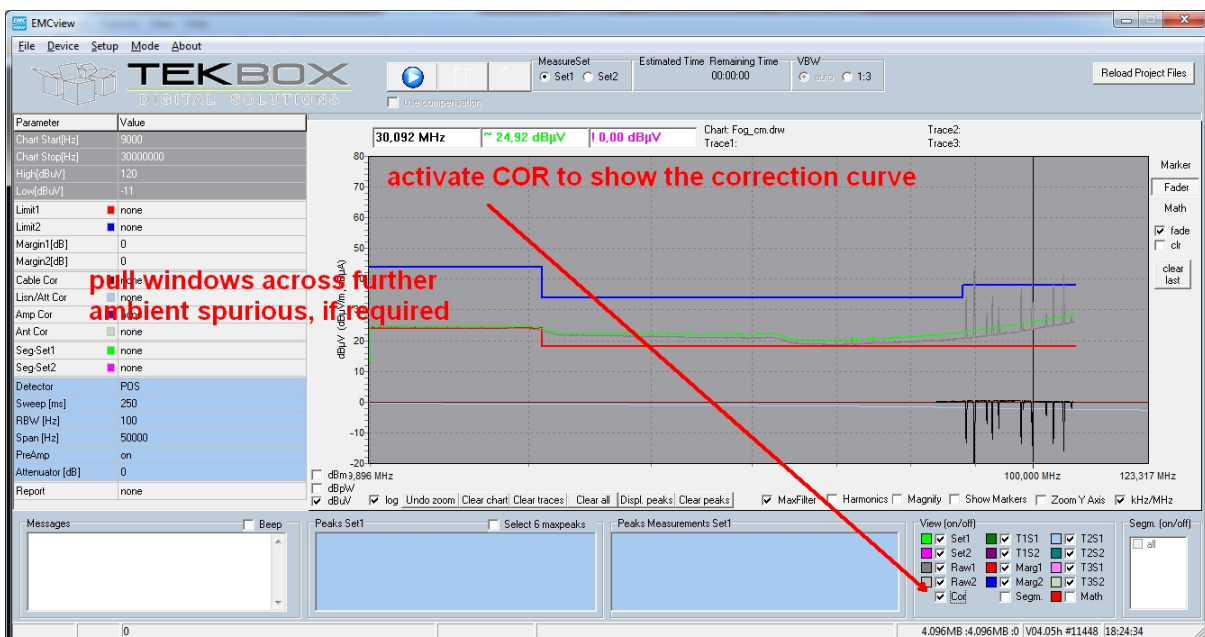 EMCview
File Device Setup Mode About
TEKBOX
DIGITAL SOLUTIONS
MeasureSet
Set1 Set2
Estimated Time Remaining Time
00:00:00
VBW
auto 1:3
Reload Project Files
use compensation
Parameter Value
Chart Start[Hz] 9000
Chart Stop[Hz] 30000000
High[dBuV] 120
Low[dBuV] -11
Limit1 none
Limit2 none
Margin1[dB] 0
Margin2[dB] 0
Cable Cor none
Lisn/Att Cor none
Amp Cor none
Ant Cor none
Seg-Set1 none
Seg-Set2 none
Detector POS
Sweep [ms] 250
RBW [Hz] 100
Span [Hz] 50000
PreAmp on
Attenuator [dB] 0
Report none
30,092 MHz
~ 24,92 dBµV
! 0,00 dBµV
Chart: Fog_cm.drw
Trace1:
Trace2:
Trace3:
activate COR to show the correction curve
pull windows across further
ambient spurious, if required
dBµV (dBµV/m, dBµA)
80
70
60
50
30
20
10
0
-10
-20
100,000 MHz
123,317 MHz
Marker
Fader
Math
fade
clr
clear
last
dBm
9,896 MHz
dBpW
dBuV
log Undo zoom Clear chart Clear traces Clear all Displ. peaks Clear peaks MaxFilter Harmonics Magnify Show Markers Zoom Y Axis kHz/MHz
Messages
Beep
Peaks Set1
Select 6 maxpeaks
Peaks Measurements Set1
View (on/off)
Set1 T1S1 T2S1
Set2 T1S2 T2S2
Raw1 Marg1 T3S1
Raw2 Marg2 T3S2
Cor Segm. Math
Segm. (on/off)
all
0
4.096MB :4.096MB :0 V04.05h #11448 18:24:34